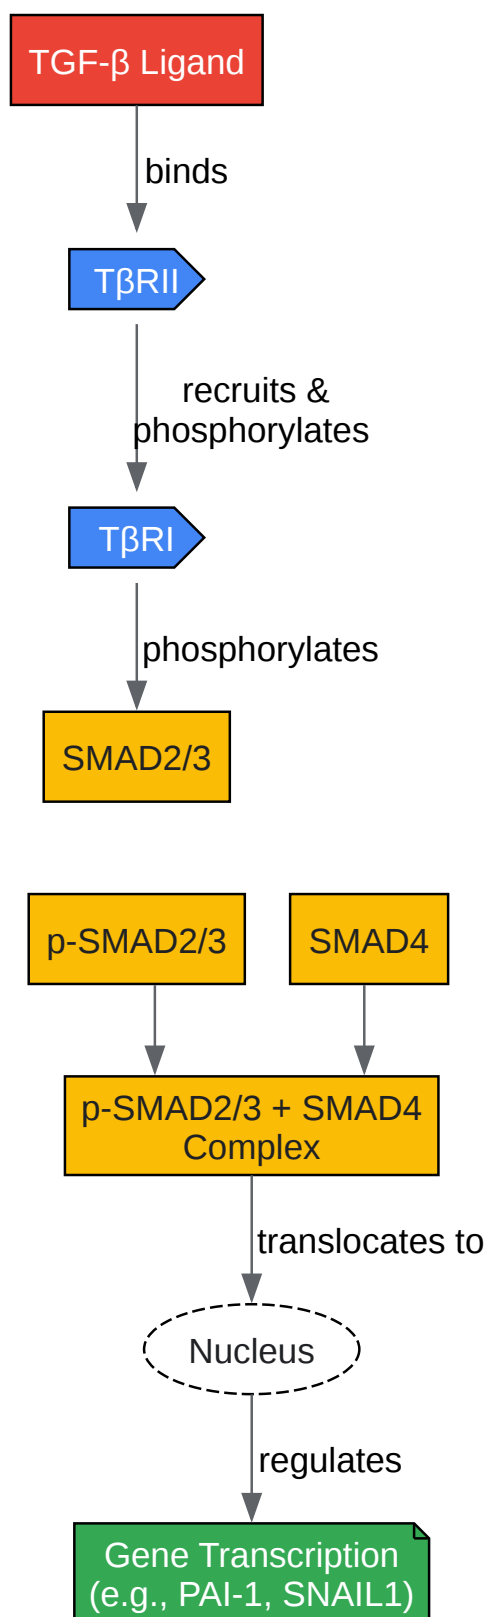 TGF-β Ligand
binds
TβRII
recruits &
phosphorylates
TβRI
phosphorylates
SMAD2/3
p-SMAD2/3
SMAD4
p-SMAD2/3 + SMAD4
Complex
translocates to
Nucleus
regulates
Gene Transcription
(e.g., PAI-1, SNAIL1)